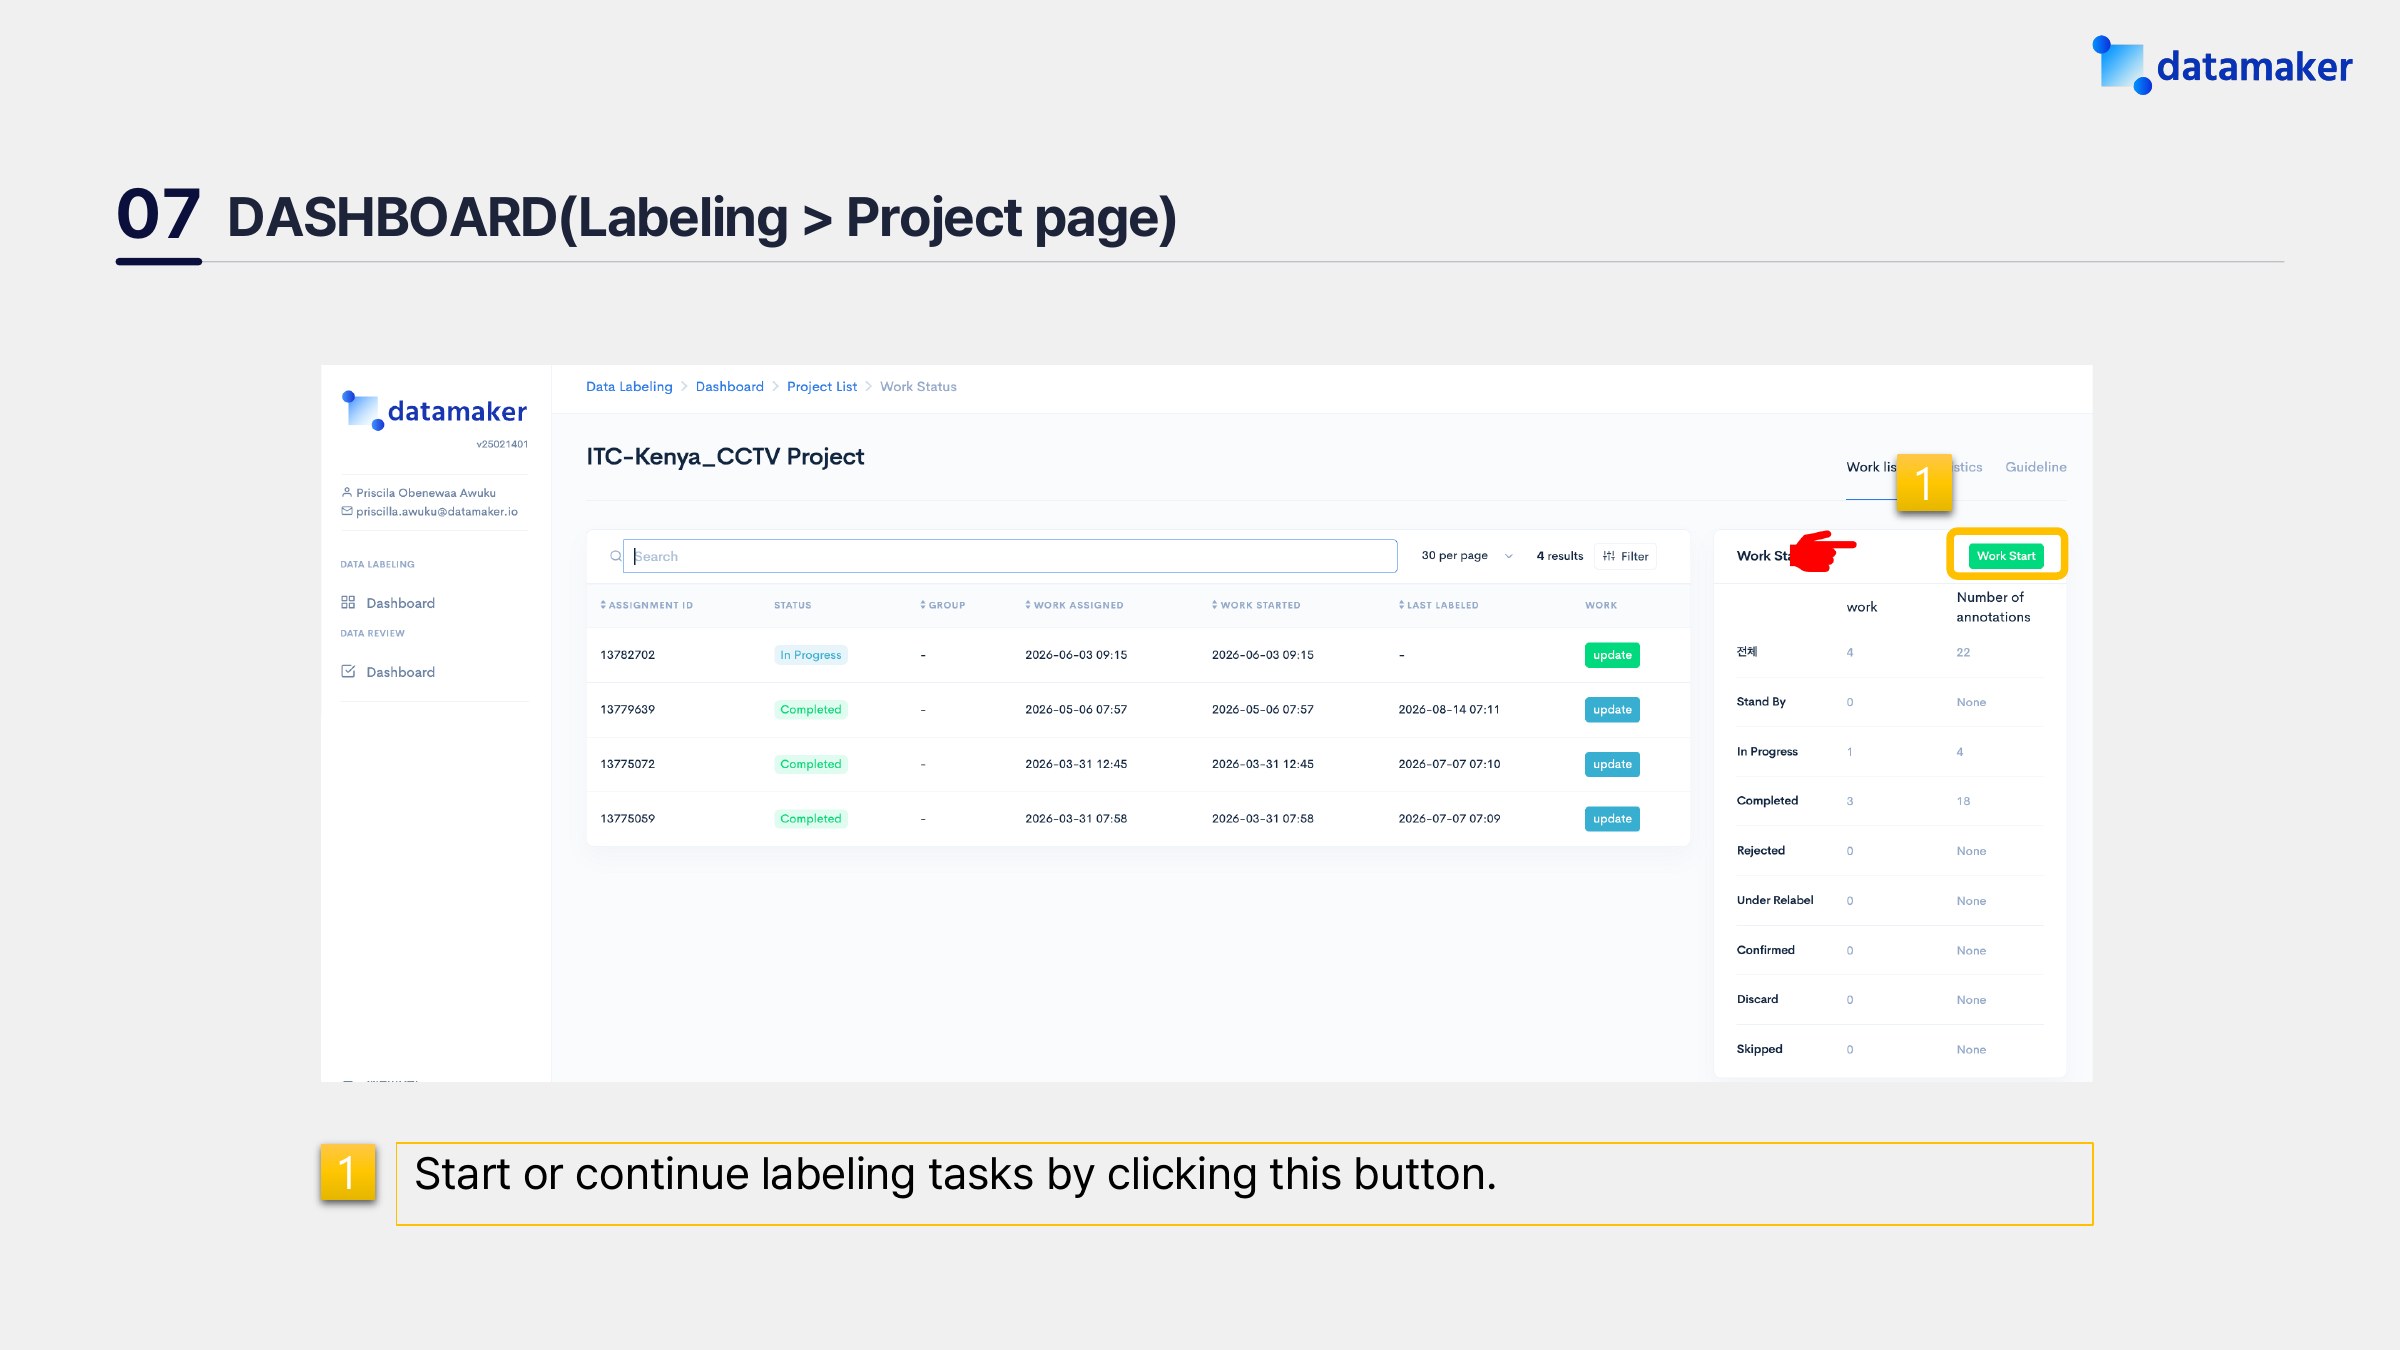 datamaker
07 DASHBOARD(Labeling > Project page)
datamaker
v25021401
Priscila Obenewaa Awuku
priscilla.awuku@datamaker.io
DATA LABELING
Dashboard
DATA REVIEW
Dashboard
Data Labeling > Dashboard > Project List > Work Status
ITC-Kenya_CCTV Project
Work lis 1 stics Guideline
Search 30 per page 4 results Filter
ASSIGNMENT ID STATUS GROUP WORK ASSIGNED WORK STARTED LAST LABELED WORK
13782702 In Progress - 2026-06-03 09:15 2026-06-03 09:15 - update
13779639 Completed - 2026-05-06 07:57 2026-05-06 07:57 2026-08-14 07:11 update
13775072 Completed - 2026-03-31 12:45 2026-03-31 12:45 2026-07-07 07:10 update
13775059 Completed - 2026-03-31 07:58 2026-03-31 07:58 2026-07-07 07:09 update
Work Sta Work Start
work Number of annotations
전체 4 22
Stand By 0 None
In Progress 1 4
Completed 3 18
Rejected 0 None
Under Relabel 0 None
Confirmed 0 None
Discard 0 None
Skipped 0 None
1 Start or continue labeling tasks by clicking this button.